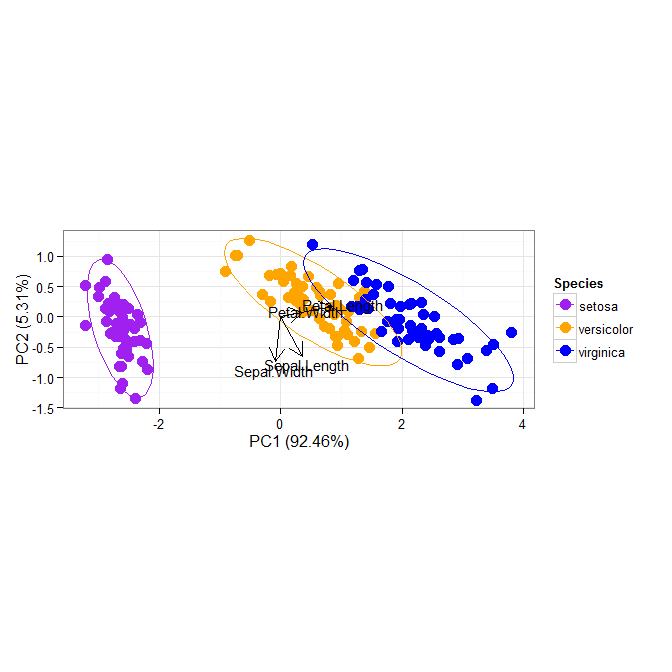 PC2 (5.31%)
1.0
0.5
0.0
-0.5
-1.0
-1.5
Petal.Length
Petal.Width
Sepal.Length
Sepal.Width
-2
0
2
4
PC1 (92.46%)
Species
setosa
versicolor
virginica